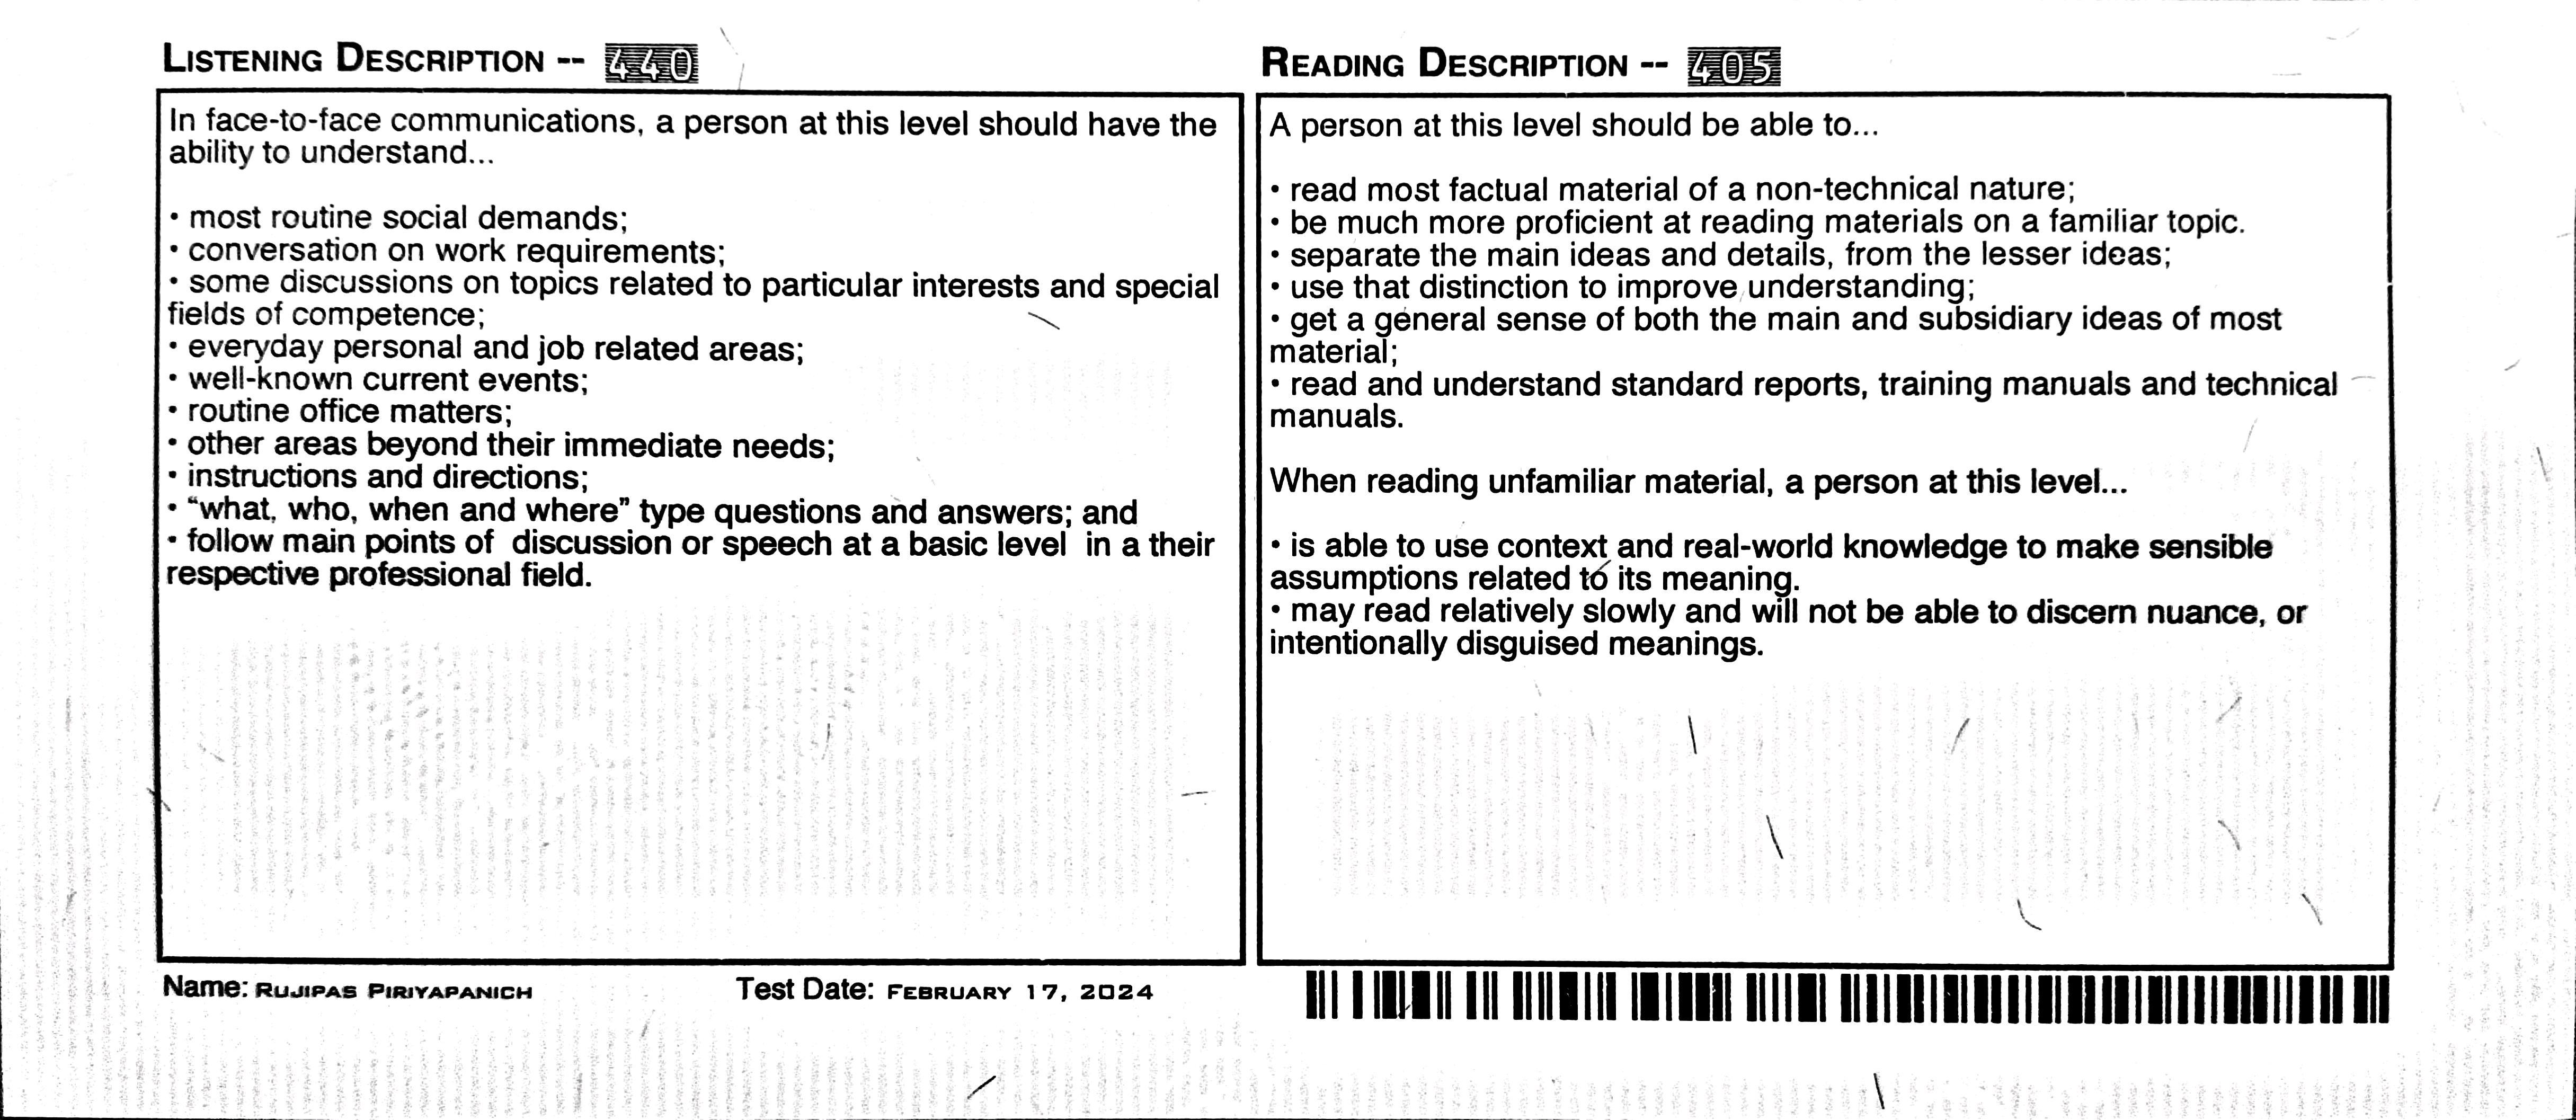 LISTENING DESCRIPTION -- 440
In face-to-face communications, a person at this level should have the
ability to understand...
• most routine social demands;
• conversation on work requirements;
• some discussions on topics related to particular interests and special
fields of competence;
• everyday personal and job related areas;
• well-known current events;
• routine office matters;
• other areas beyond their immediate needs;
• instructions and directions;
• “what, who, when and where” type questions and answers; and
• follow main points of discussion or speech at a basic level in a their
respective professional field.
READING DESCRIPTION -- 405
A person at this level should be able to...
• read most factual material of a non-technical nature;
• be much more proficient at reading materials on a familiar topic.
• separate the main ideas and details, from the lesser ideas;
• use that distinction to improve understanding;
• get a general sense of both the main and subsidiary ideas of most
material;
• read and understand standard reports, training manuals and technical
manuals.
When reading unfamiliar material, a person at this level...
• is able to use context and real-world knowledge to make sensible
assumptions related to its meaning.
• may read relatively slowly and will not be able to discern nuance, or
intentionally disguised meanings.
Name: RUJIPAS PIRIYAPANICH
Test Date: FEBRUARY 17, 2024